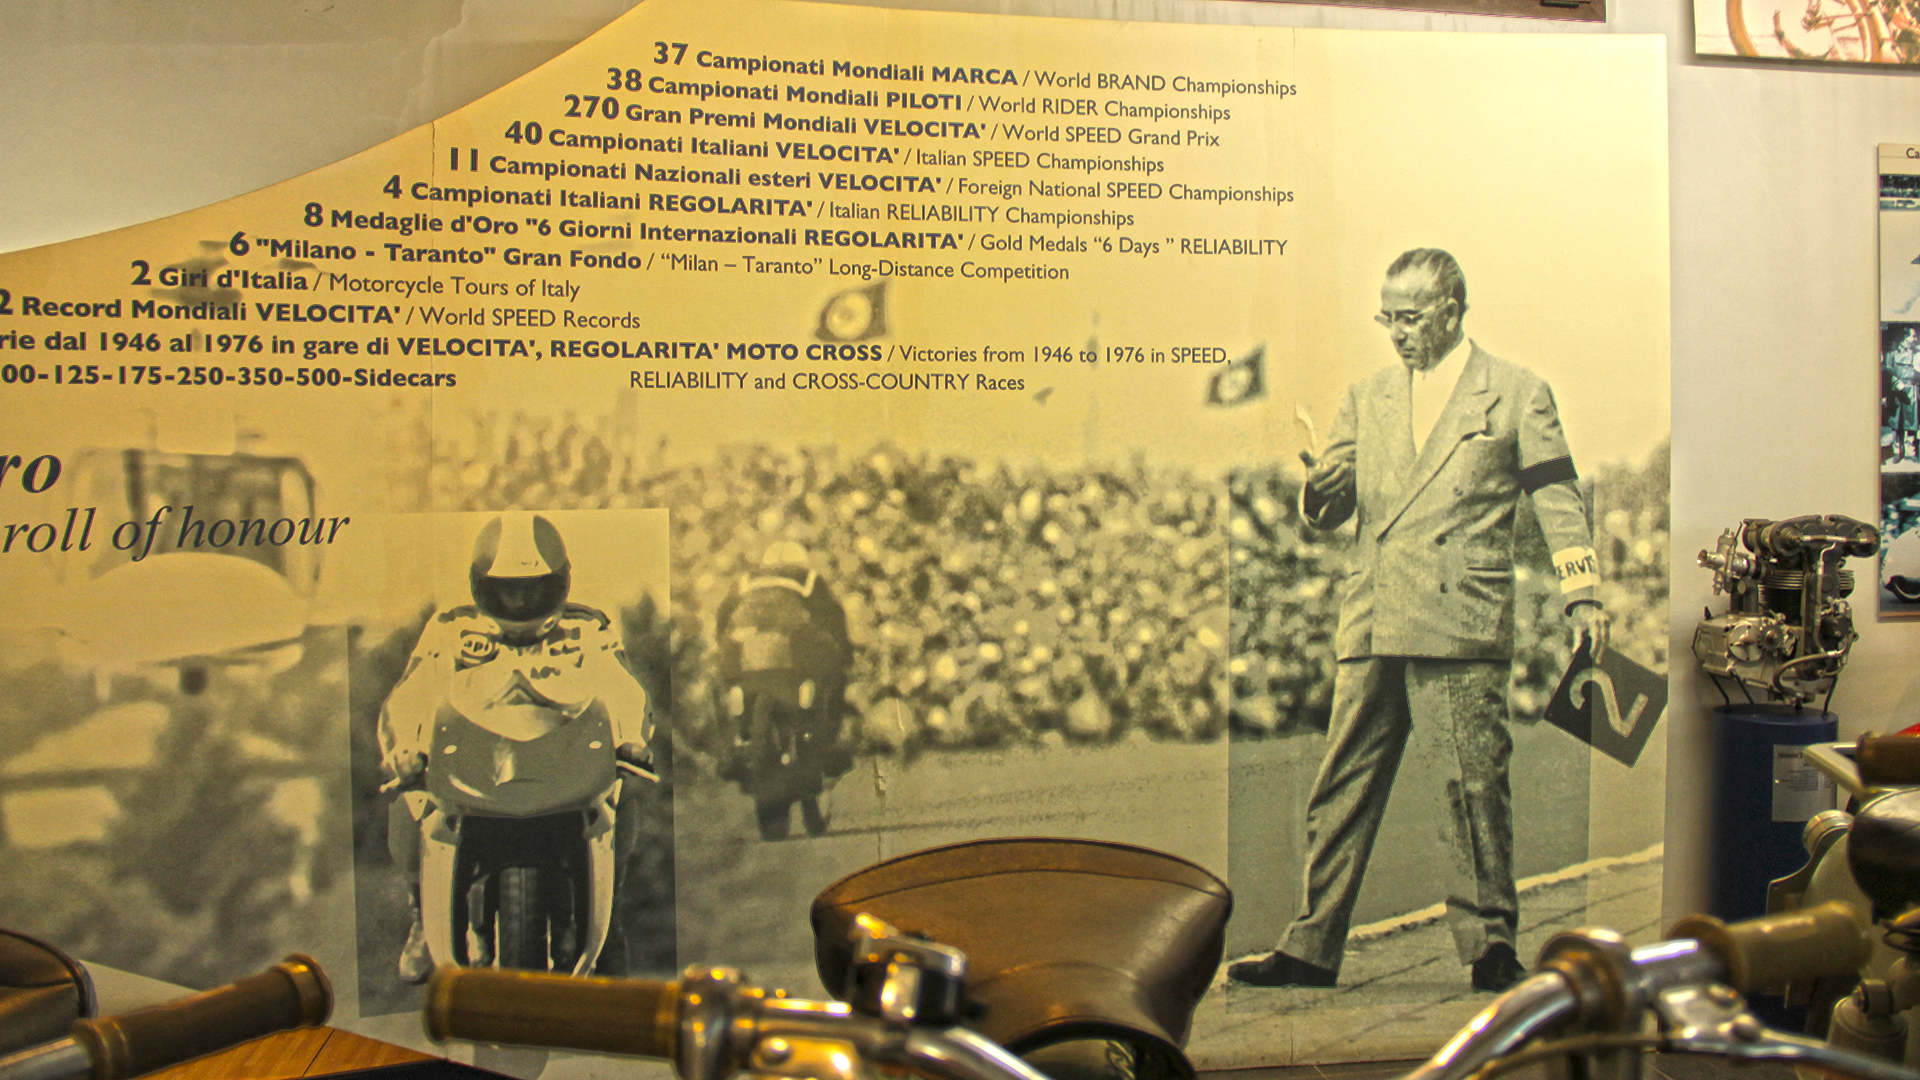 37 Campionati Mondiali MARCA / World BRAND Championships
38 Campionati Mondiali PILOTI / World RIDER Championships
270 Gran Premi Mondiali VELOCITA' / World SPEED Grand Prix
40 Campionati Italiani VELOCITA' / Italian SPEED Championships
11 Campionati Nazionali esteri VELOCITA' / Foreign National SPEED Championships
4 Campionati Italiani REGOLARITA' / Italian RELIABILITY Championships
8 Medaglie d'Oro "6 Giorni Internazionali REGOLARITA' / Gold Medals “6 Days ” RELIABILITY
6 "Milano - Taranto" Gran Fondo / “Milan – Taranto” Long-Distance Competition
2 Giri d'Italia / Motorcycle Tours of Italy
2 Record Mondiali VELOCITA' / World SPEED Records
rie dal 1946 al 1976 in gare di VELOCITA', REGOLARITA' MOTO CROSS / Victories from 1946 to 1976 in SPEED,
00-125-175-250-350-500-Sidecars RELIABILITY and CROSS-COUNTRY Races
ro
roll of honour
2